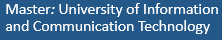 Master: University of Information
and Communication Technology